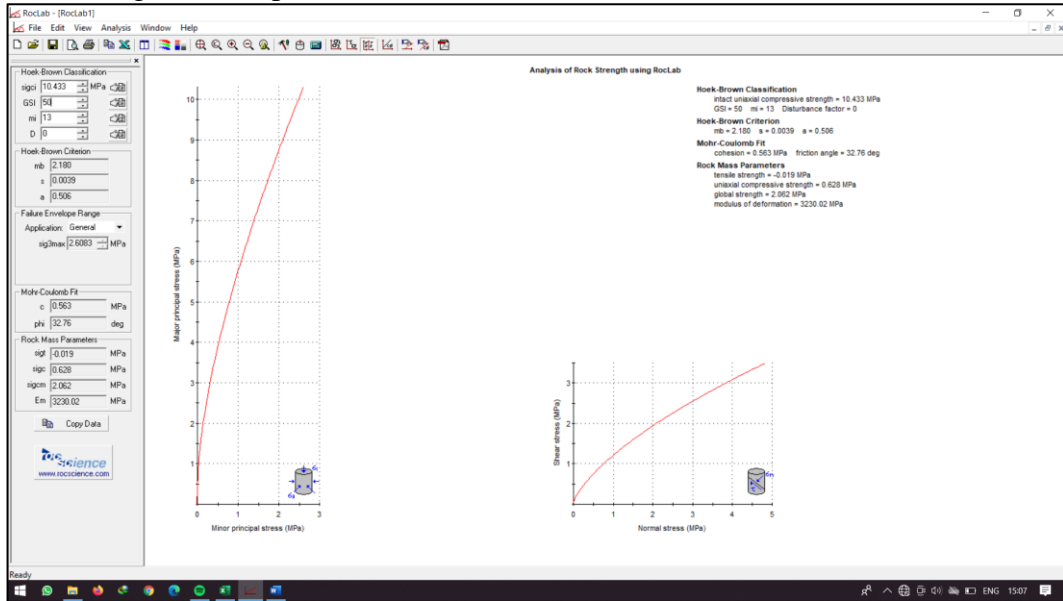 RocLab - [RocLab1]
File Edit View Analysis Window Help
Hoek-Brown Classification
sigci 10.433 MPa
GSI 50
mi 13
D 0
Hoek-Brown Criterion
mb 2.180
s 0.0039
a 0.506
Failure Envelope Range
Application: General
sig3max 2.6083 MPa
Mohr-Coulomb Fit
c 0.563 MPa
phi 32.76 deg
Rock Mass Parameters
sigt -0.019 MPa
sigc 0.628 MPa
sigcm 2.062 MPa
Em 3230.02 MPa
Copy Data
rocscience
www.rocscience.com
Analysis of Rock Strength using RocLab
Hoek-Brown Classification
intact uniaxial compressive strength = 10.433 MPa
GSI = 50 mi = 13 Disturbance factor = 0
Hoek-Brown Criterion
mb = 2.180 s = 0.0039 a = 0.506
Mohr-Coulomb Fit
cohesion = 0.563 MPa friction angle = 32.76 deg
Rock Mass Parameters
tensile strength = -0.019 MPa
uniaxial compressive strength = 0.628 MPa
global strength = 2.062 MPa
modulus of deformation = 3230.02 MPa
Major principal stress (MPa)
10
9
8
7
6
5
4
3
2
1
0 1 2 3
Minor principal stress (MPa)
Shear stress (MPa)
3
2
1
0 1 2 3 4 5
Normal stress (MPa)
Ready
ENG 15:07